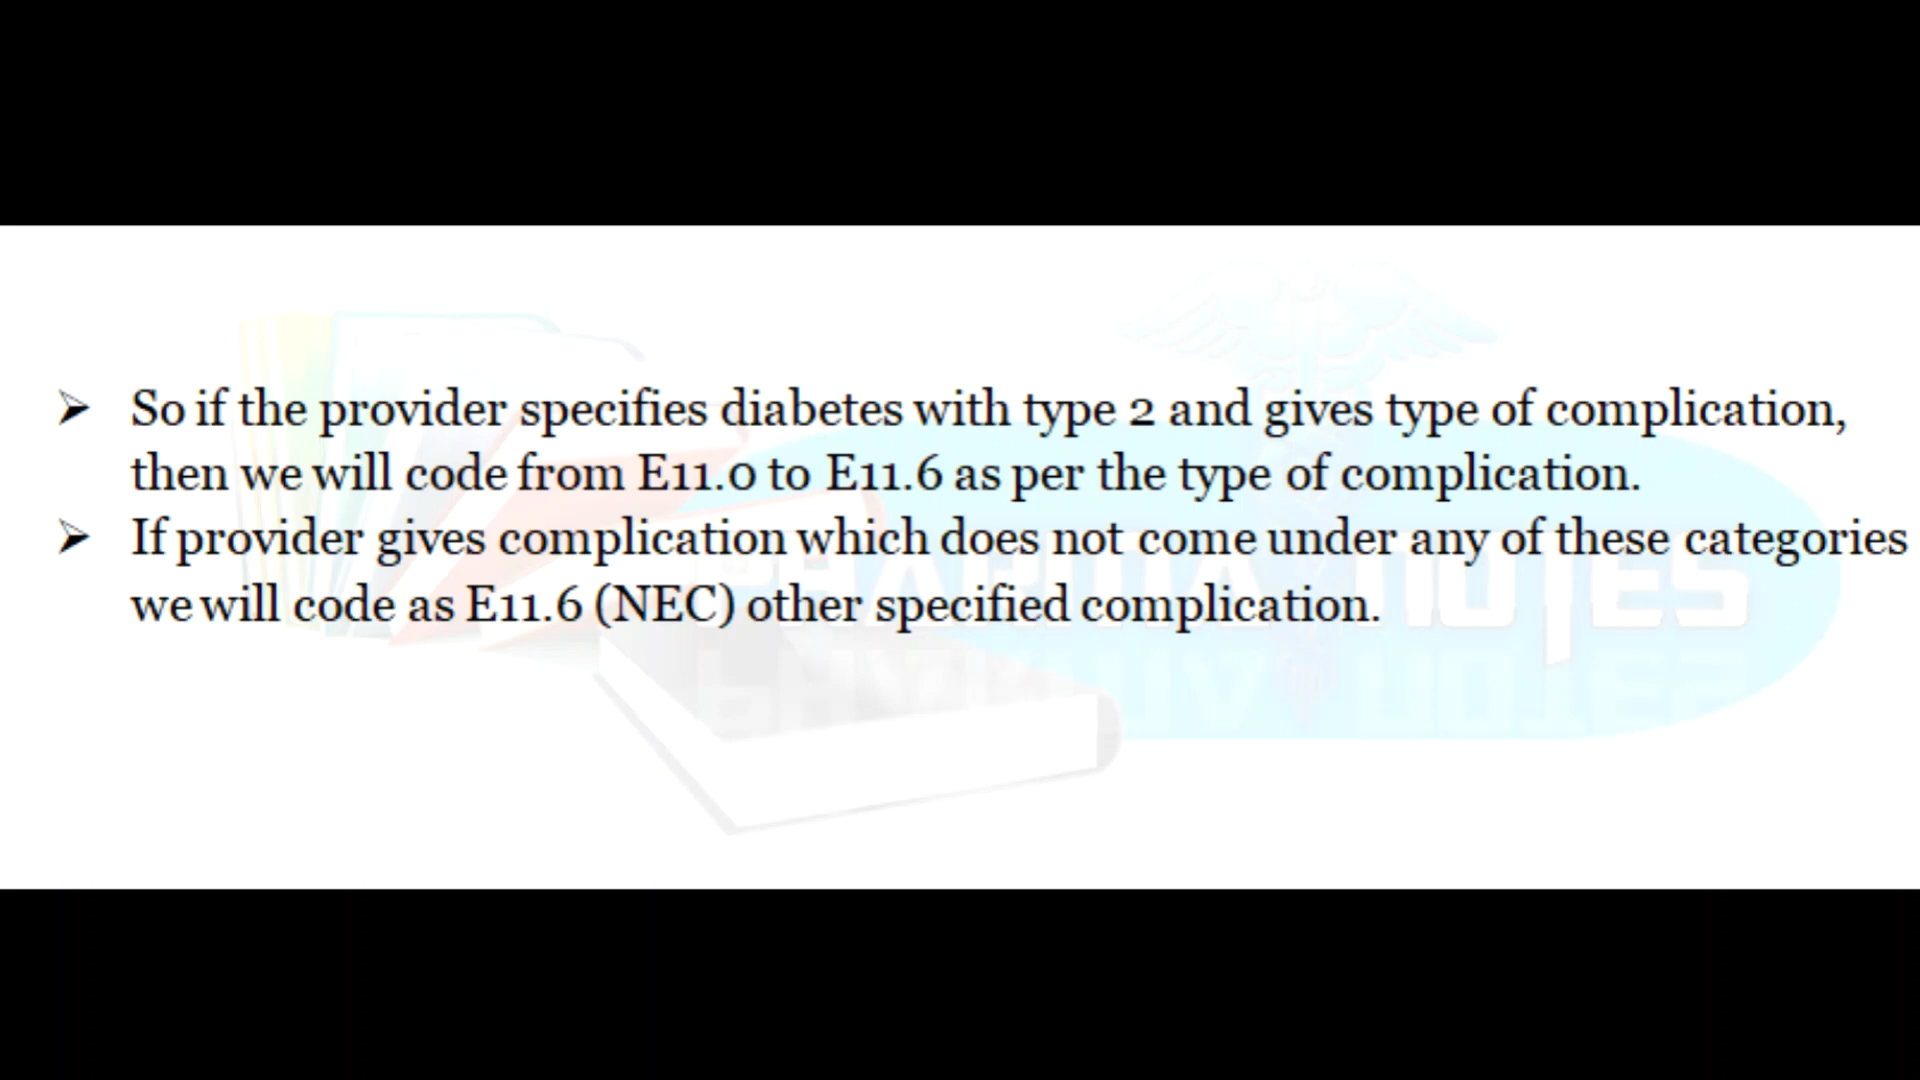 ➢ So if the provider specifies diabetes with type 2 and gives type of complication,
then we will code from E11.0 to E11.6 as per the type of complication.
➢ If provider gives complication which does not come under any of these categories
we will code as E11.6 (NEC) other specified complication.
PHARMA NOTES